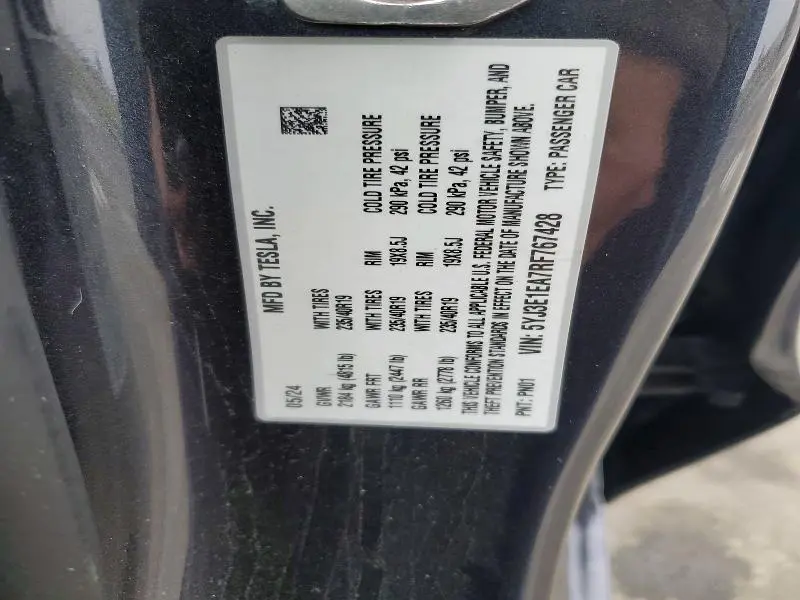 MFD BY TESLA, INC.
05/24
GVWR WITH TIRES RIM COLD TIRE PRESSURE
2184 kg (4815 lb) 235/40R19 19X8.5J 290 kPa, 42 psi
GAWR FRT WITH TIRES
1110 kg (2447 lb) 235/40R19
GAWR RR WITH TIRES RIM COLD TIRE PRESSURE
1260 kg (2778 lb) 235/40R19 19X8.5J 290 kPa, 42 psi
THIS VEHICLE CONFORMS TO ALL APPLICABLE U.S. FEDERAL MOTOR VEHICLE SAFETY, BUMPER, AND
THEFT PREVENTION STANDARDS IN EFFECT ON THE DATE OF MANUFACTURE SHOWN ABOVE.
PNT: PN01 VIN: 5YJ3E1EA7RF767428 TYPE: PASSENGER CAR